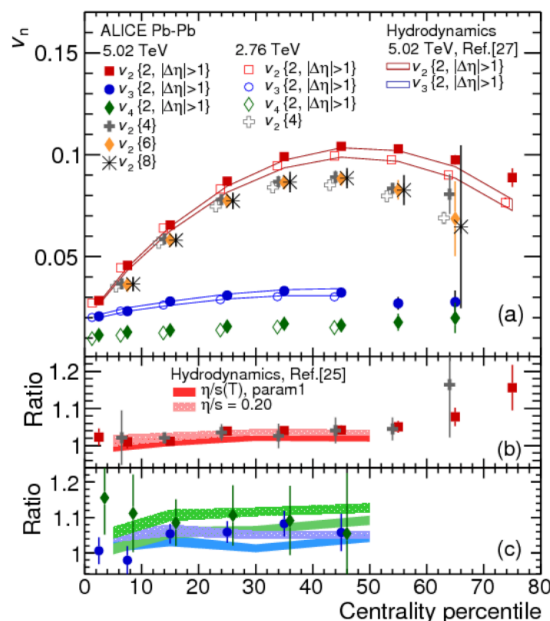 v_n
ALICE Pb-Pb
5.02 TeV
v₂{2, |Δη|>1}
v₃{2, |Δη|>1}
v₄{2, |Δη|>1}
v₂{4}
v₂{6}
v₂{8}
2.76 TeV
v₂{2, |Δη|>1}
v₃{2, |Δη|>1}
v₄{2, |Δη|>1}
v₂{4}
Hydrodynamics
5.02 TeV, Ref.[27]
v₂{2, |Δη|>1}
v₃{2, |Δη|>1}
0.15
0.1
0.05
(a)
Ratio
1.2
1.1
1
Hydrodynamics, Ref.[25]
η/s(T), param1
η/s = 0.20
(b)
Ratio
1.2
1.1
1
(c)
0 10 20 30 40 50 60 70 80
Centrality percentile